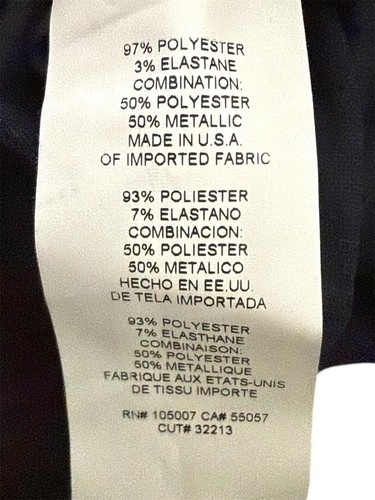 97% POLYESTER
3% ELASTANE
COMBINATION:
50% POLYESTER
50% METALLIC
MADE IN U.S.A.
OF IMPORTED FABRIC
93% POLIESTER
7% ELASTANO
COMBINACION:
50% POLIESTER
50% METALICO
HECHO EN EE.UU.
DE TELA IMPORTADA
93% POLYESTER
7% ELASTHANE
COMBINAISON:
50% POLYESTER
50% METALLIQUE
FABRIQUE AUX ETATS-UNIS
DE TISSU IMPORTE
RN# 105007 CA# 55057
CUT# 32213